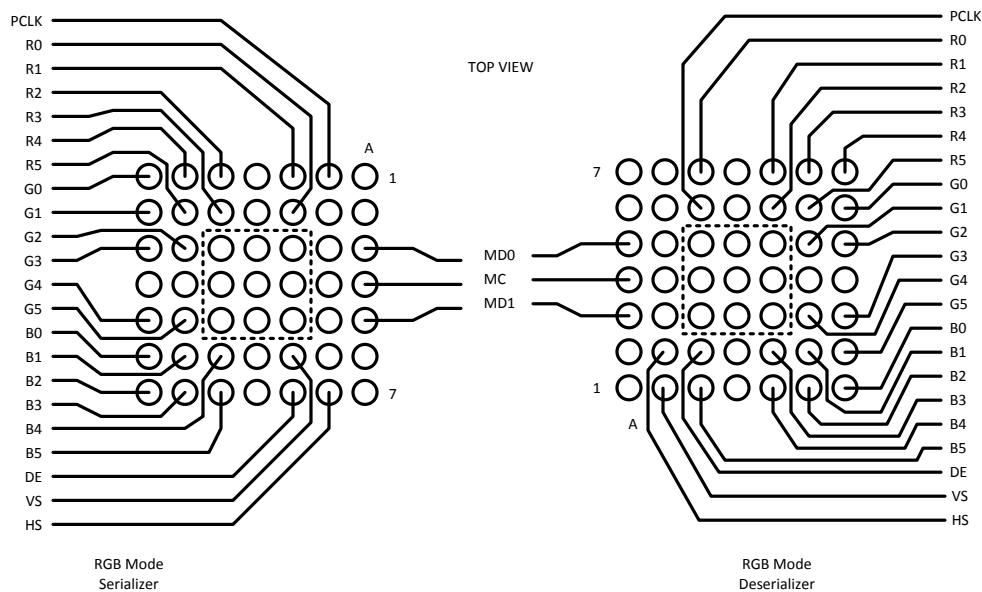 PCLK
R0
R1
R2
R3
R4
R5
G0
G1
G2
G3
G4
G5
B0
B1
B2
B3
B4
B5
DE
VS
HS
A
1
7
RGB Mode
Serializer
TOP VIEW
MD0
MC
MD1
7
1
A
PCLK
R0
R1
R2
R3
R4
R5
G0
G1
G2
G3
G4
G5
B0
B1
B2
B3
B4
B5
DE
VS
HS
RGB Mode
Deserializer